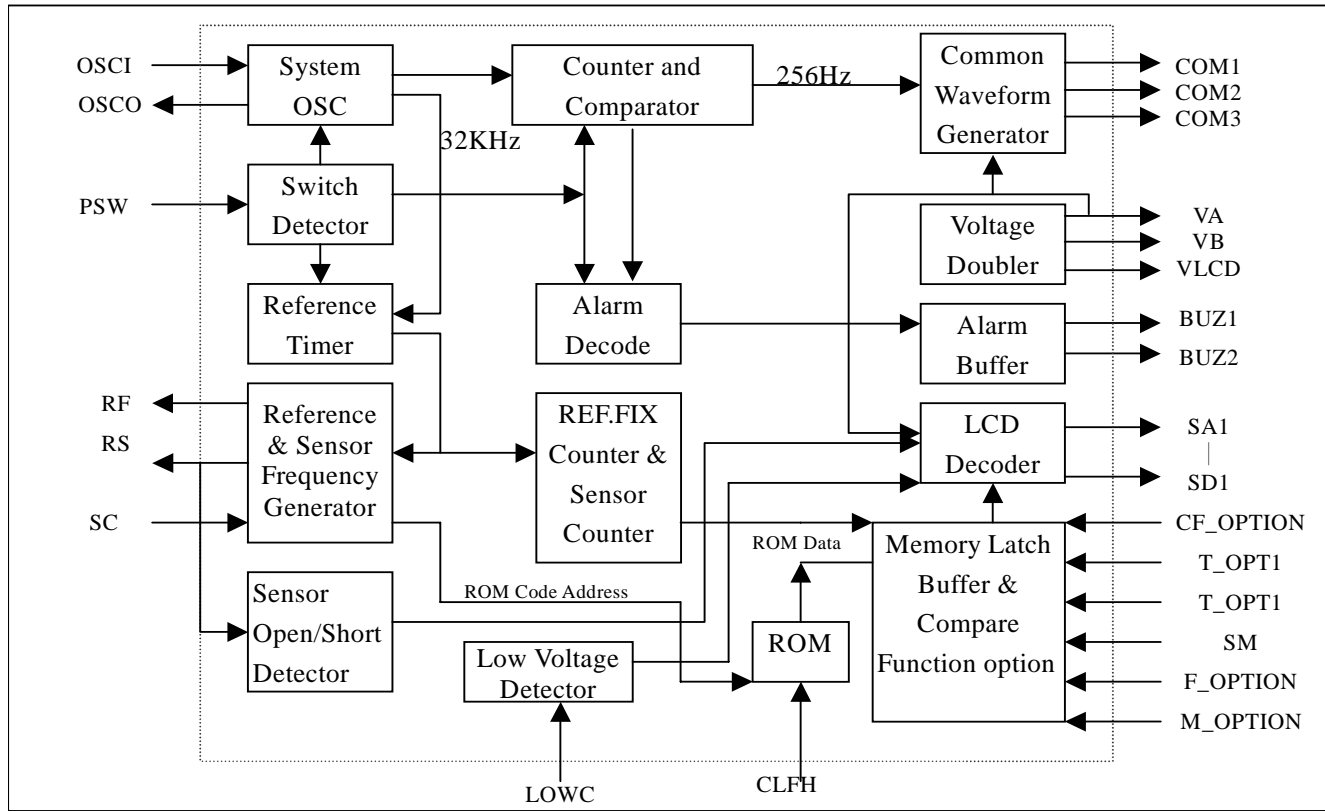 OSCI
OSCO
PSW
RF
RS
SC
System
OSC
32KHz
Switch
Detector
Reference
Timer
Reference
& Sensor
Frequency
Generator
Sensor
Open/Short
Detector
Counter and
Comparator
256Hz
Alarm
Decode
REF.FIX
Counter &
Sensor
Counter
ROM Code Address
Low Voltage
Detector
LOWC
ROM Data
ROM
CLFH
Common
Waveform
Generator
Voltage
Doubler
Alarm
Buffer
LCD
Decoder
Memory Latch
Buffer &
Compare
Function option
COM1
COM2
COM3
VA
VB
VLCD
BUZ1
BUZ2
SA1
|
SD1
CF_OPTION
T_OPT1
T_OPT1
SM
F_OPTION
M_OPTION